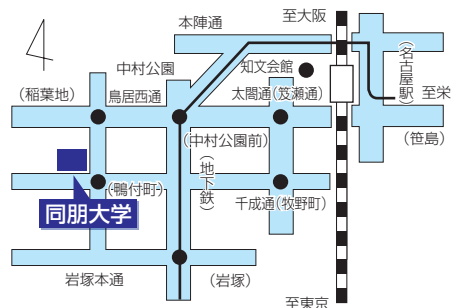 本陣通
至大阪
中村公園
知文会館
(名古屋駅)
(稲葉地)
鳥居西通
太閤通(笈瀬通)
至栄
(中村公園前)
(笹島)
(地下鉄)
(鴨付町)
千成通(牧野町)
同朋大学
岩塚本通
(岩塚)
至東京